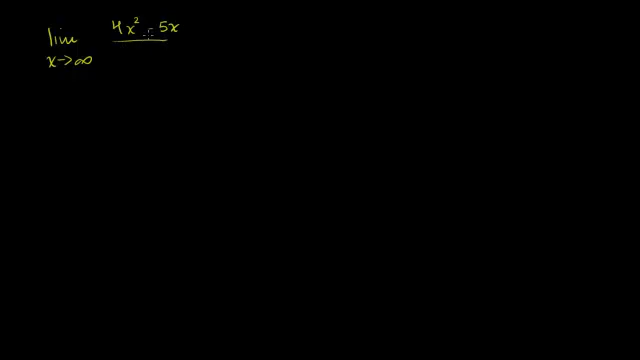 lim 4x² - 5x
x→∞